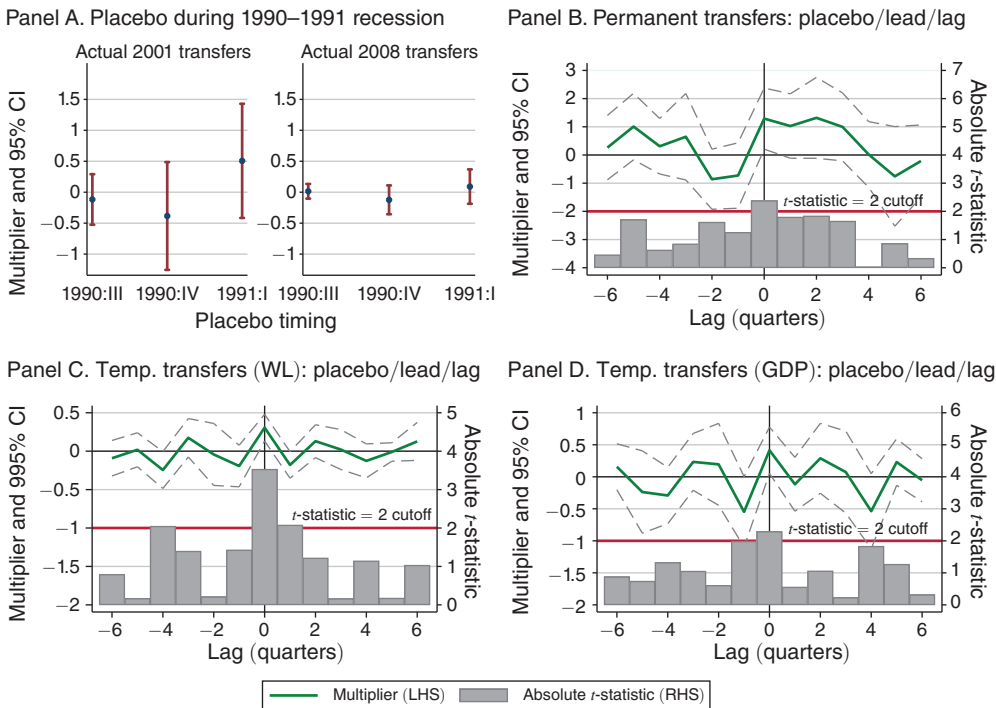 Panel A. Placebo during 1990–1991 recession
Actual 2001 transfers
Actual 2008 transfers
Multiplier and 95% CI
1.5
1
0.5
0
−0.5
−1
1.5
1
0.5
0
−0.5
−1
1990:III 1990:IV 1991:I
1990:III 1990:IV 1991:I
Placebo timing
Panel B. Permanent transfers: placebo/lead/lag
Multiplier and 95% CI
3
2
1
0
−1
−2
−3
−4
7
6
5
4
3
2
1
0
Absolute t-statistic
t-statistic = 2 cutoff
−6 −4 −2 0 2 4 6
Lag (quarters)
Panel C. Temp. transfers (WL): placebo/lead/lag
Multiplier and 995% CI
0.5
0
−0.5
−1
−1.5
−2
5
4
3
2
1
0
Absolute t-statistic
t-statistic = 2 cutoff
−6 −4 −2 0 2 4 6
Lag (quarters)
Panel D. Temp. transfers (GDP): placebo/lead/lag
Multiplier and 95% CI
1
0.5
0
−0.5
−1
−1.5
−2
6
5
4
3
2
1
0
Absolute t-statistic
t-statistic = 2 cutoff
−6 −4 −2 0 2 4 6
Lag (quarters)
Multiplier (LHS)
Absolute t-statistic (RHS)